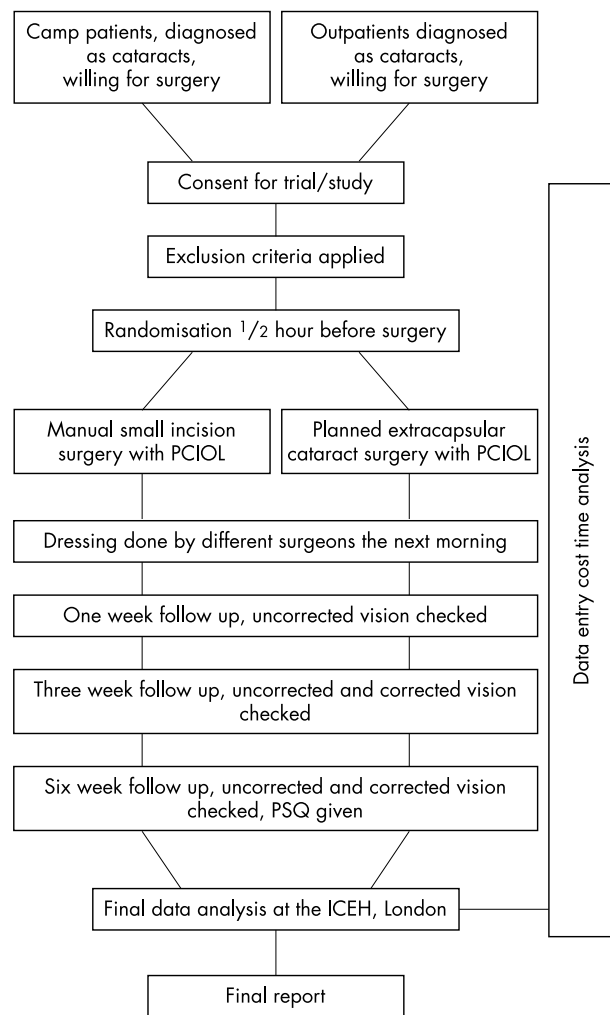 Camp patients, diagnosed
as cataracts,
willing for surgery
Outpatients diagnosed
as cataracts,
willing for surgery
Consent for trial/study
Exclusion criteria applied
Randomisation 1/2 hour before surgery
Manual small incision
surgery with PCIOL
Planned extracapsular
cataract surgery with PCIOL
Dressing done by different surgeons the next morning
One week follow up, uncorrected vision checked
Three week follow up, uncorrected and corrected vision
checked
Six week follow up, uncorrected and corrected vision
checked, PSQ given
Final data analysis at the ICEH, London
Final report
Data entry cost time analysis